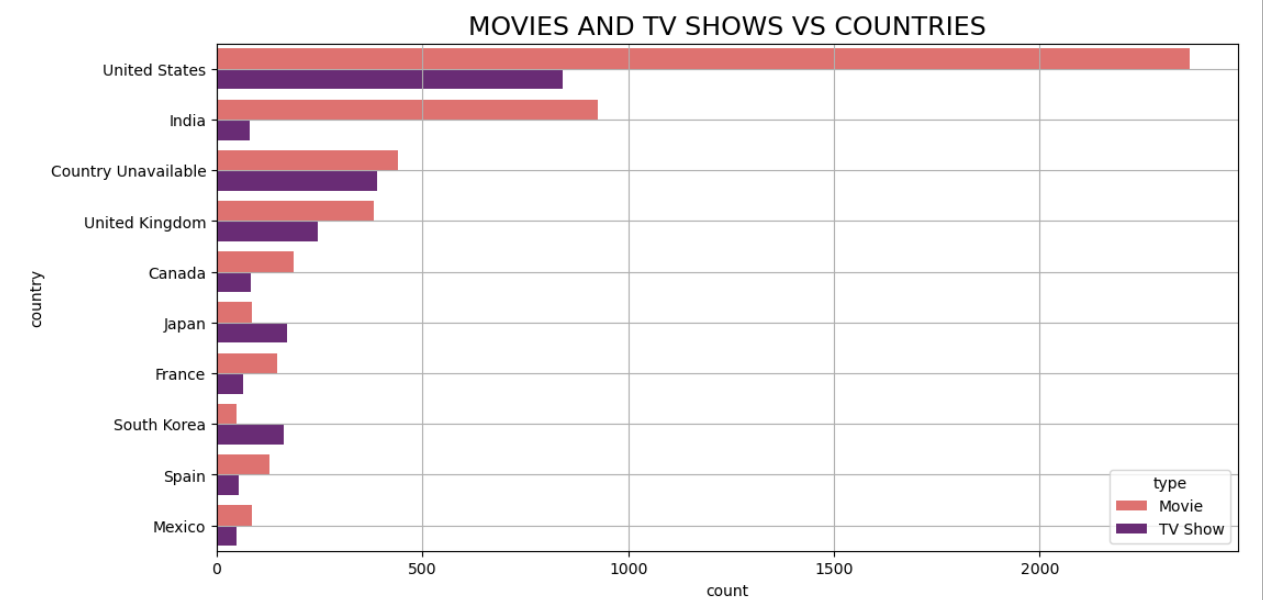 MOVIES AND TV SHOWS VS COUNTRIES
United States
India
Country Unavailable
United Kingdom
Canada
Japan
France
South Korea
Spain
Mexico
country
type
Movie
TV Show
0 500 1000 1500 2000
count